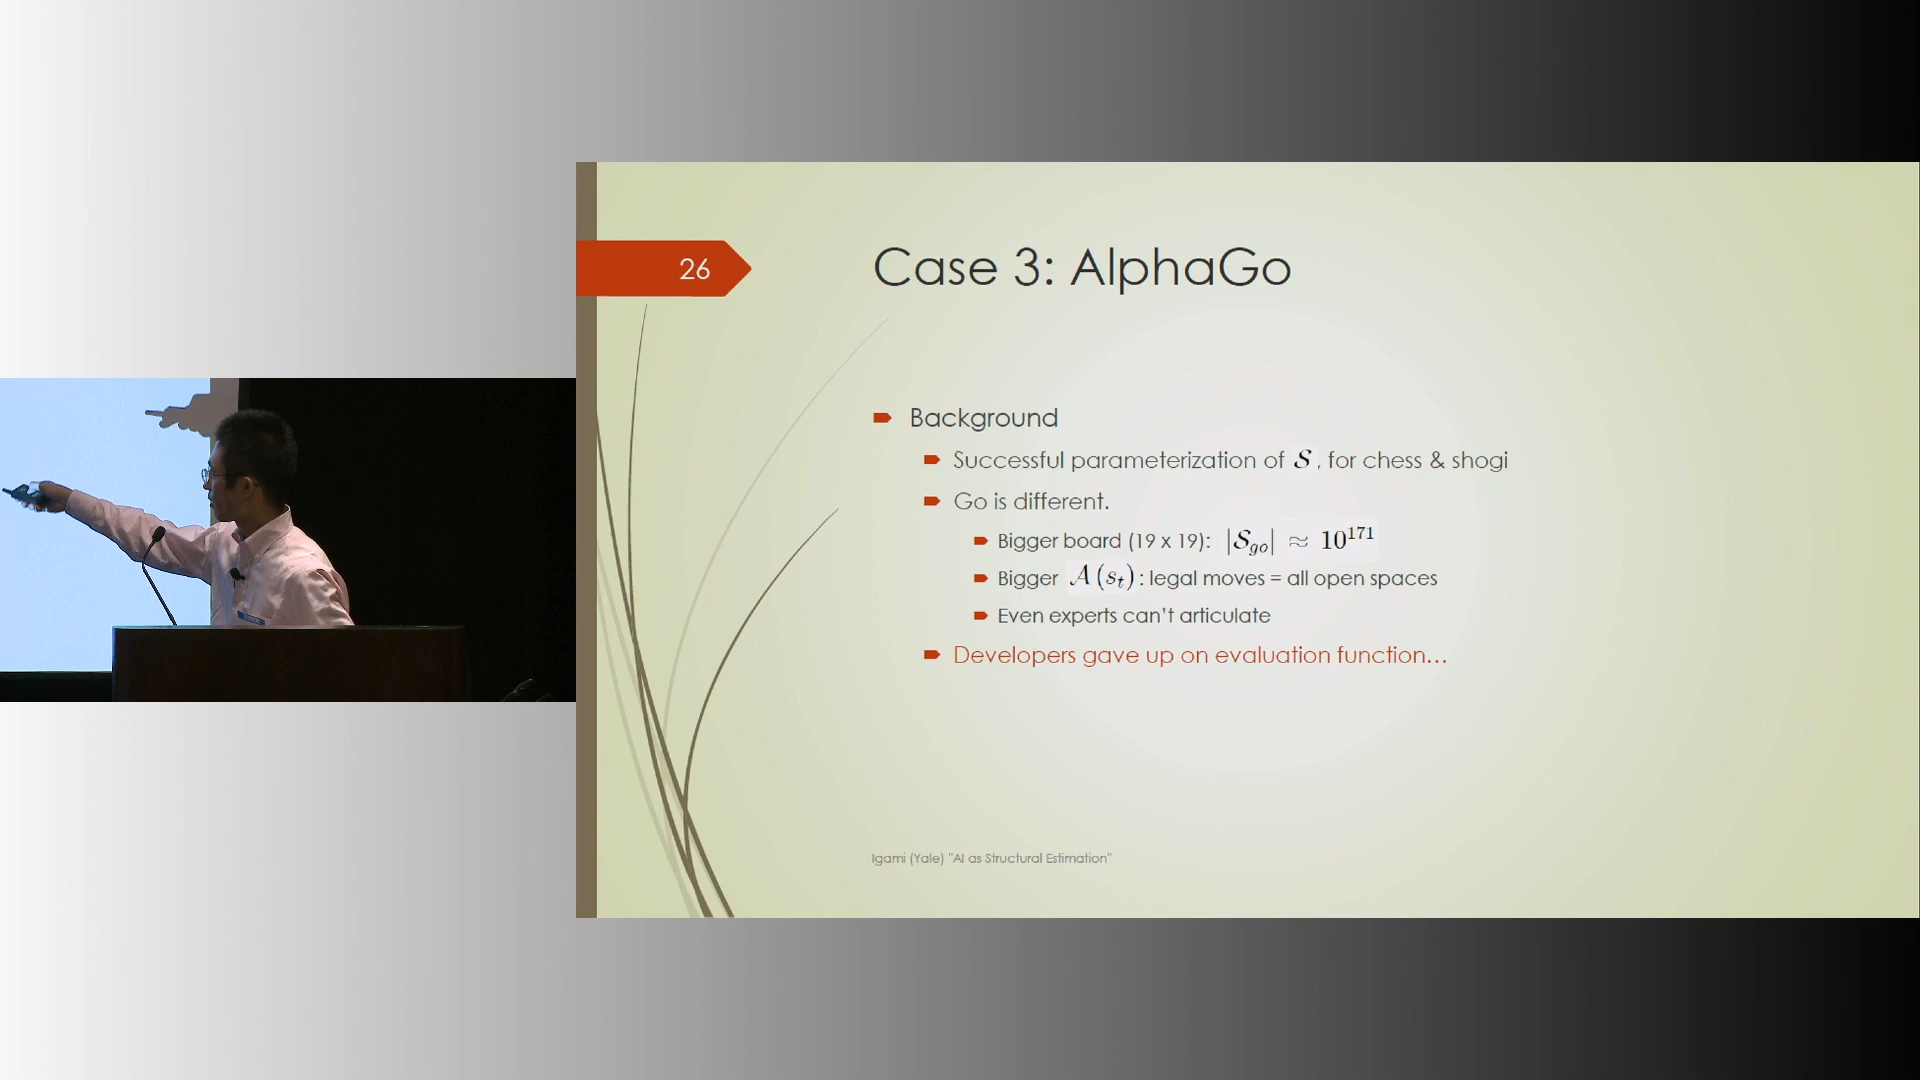 26
Case 3: AlphaGo
Background
Successful parameterization of 𝒮, for chess & shogi
Go is different.
Bigger board (19 x 19): |𝒮_go| ≈ 10^171
Bigger 𝒜(s_t): legal moves = all open spaces
Even experts can't articulate
Developers gave up on evaluation function...
Igami (Yale) "AI as Structural Estimation"